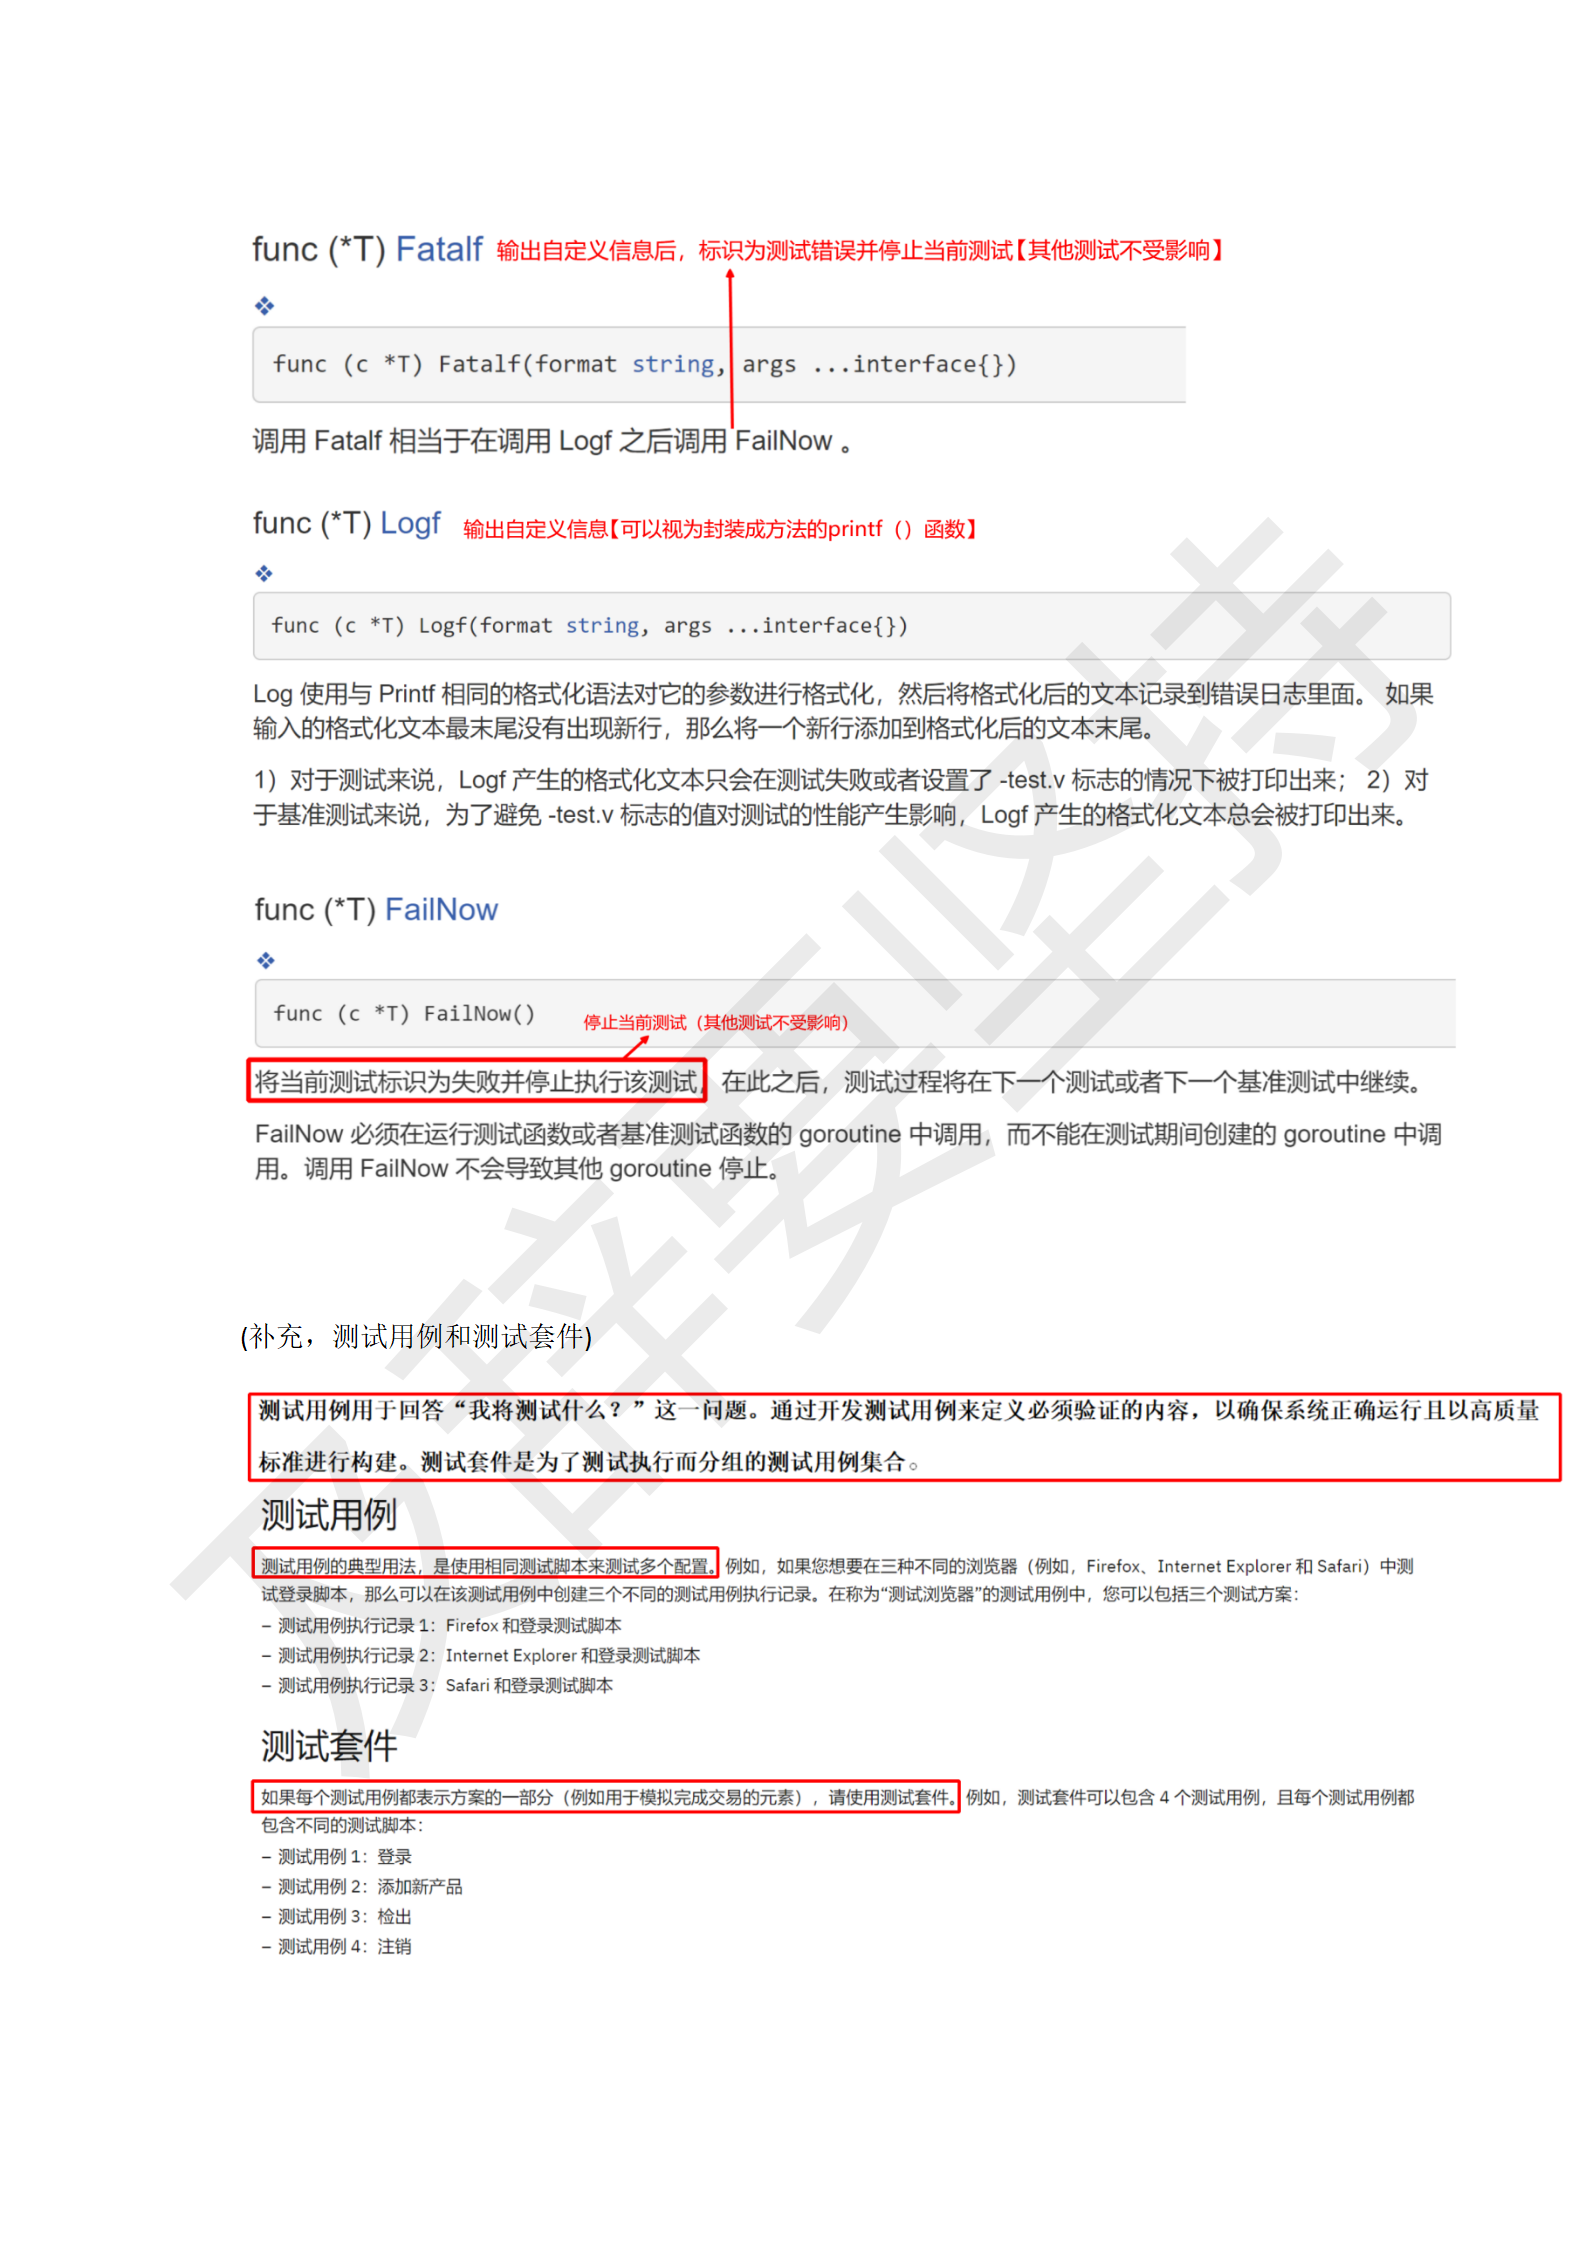 func (*T) Fatalf 输出自定义信息后，标识为测试错误并停止当前测试【其他测试不受影响】
func (c *T) Fatalf(format string, args ...interface{})
调用 Fatalf 相当于在调用 Logf 之后调用 FailNow 。
func (*T) Logf 输出自定义信息【可以视为封装成方法的printf（）函数】
func (c *T) Logf(format string, args ...interface{})
Log 使用与 Printf 相同的格式化语法对它的参数进行格式化，然后将格式化后的文本记录到错误日志里面。 如果
输入的格式化文本最末尾没有出现新行，那么将一个新行添加到格式化后的文本末尾。
1）对于测试来说，Logf 产生的格式化文本只会在测试失败或者设置了 -test.v 标志的情况下被打印出来； 2）对
于基准测试来说，为了避免 -test.v 标志的值对测试的性能产生影响，Logf 产生的格式化文本总会被打印出来。
func (*T) FailNow
func (c *T) FailNow()
停止当前测试（其他测试不受影响）
将当前测试标识为失败并停止执行该测试，在此之后，测试过程将在下一个测试或者下一个基准测试中继续。
FailNow 必须在运行测试函数或者基准测试函数的 goroutine 中调用，而不能在测试期间创建的 goroutine 中调
用。调用 FailNow 不会导致其他 goroutine 停止。
(补充，测试用例和测试套件)
测试用例用于回答“我将测试什么？”这一问题。通过开发测试用例来定义必须验证的内容，以确保系统正确运行且以高质量
标准进行构建。测试套件是为了测试执行而分组的测试用例集合。
测试用例
测试用例的典型用法，是使用相同测试脚本来测试多个配置。例如，如果您想要在三种不同的浏览器（例如，Firefox、Internet Explorer 和 Safari）中测
试登录脚本，那么可以在该测试用例中创建三个不同的测试用例执行记录。在称为“测试浏览器”的测试用例中，您可以包括三个测试方案：
– 测试用例执行记录 1：Firefox 和登录测试脚本
– 测试用例执行记录 2：Internet Explorer 和登录测试脚本
– 测试用例执行记录 3：Safari 和登录测试脚本
测试套件
如果每个测试用例都表示方案的一部分（例如用于模拟完成交易的元素），请使用测试套件。例如，测试套件可以包含 4 个测试用例，且每个测试用例都
包含不同的测试脚本：
– 测试用例 1：登录
– 测试用例 2：添加新产品
– 测试用例 3：检出
– 测试用例 4：注销
及辞要坚持